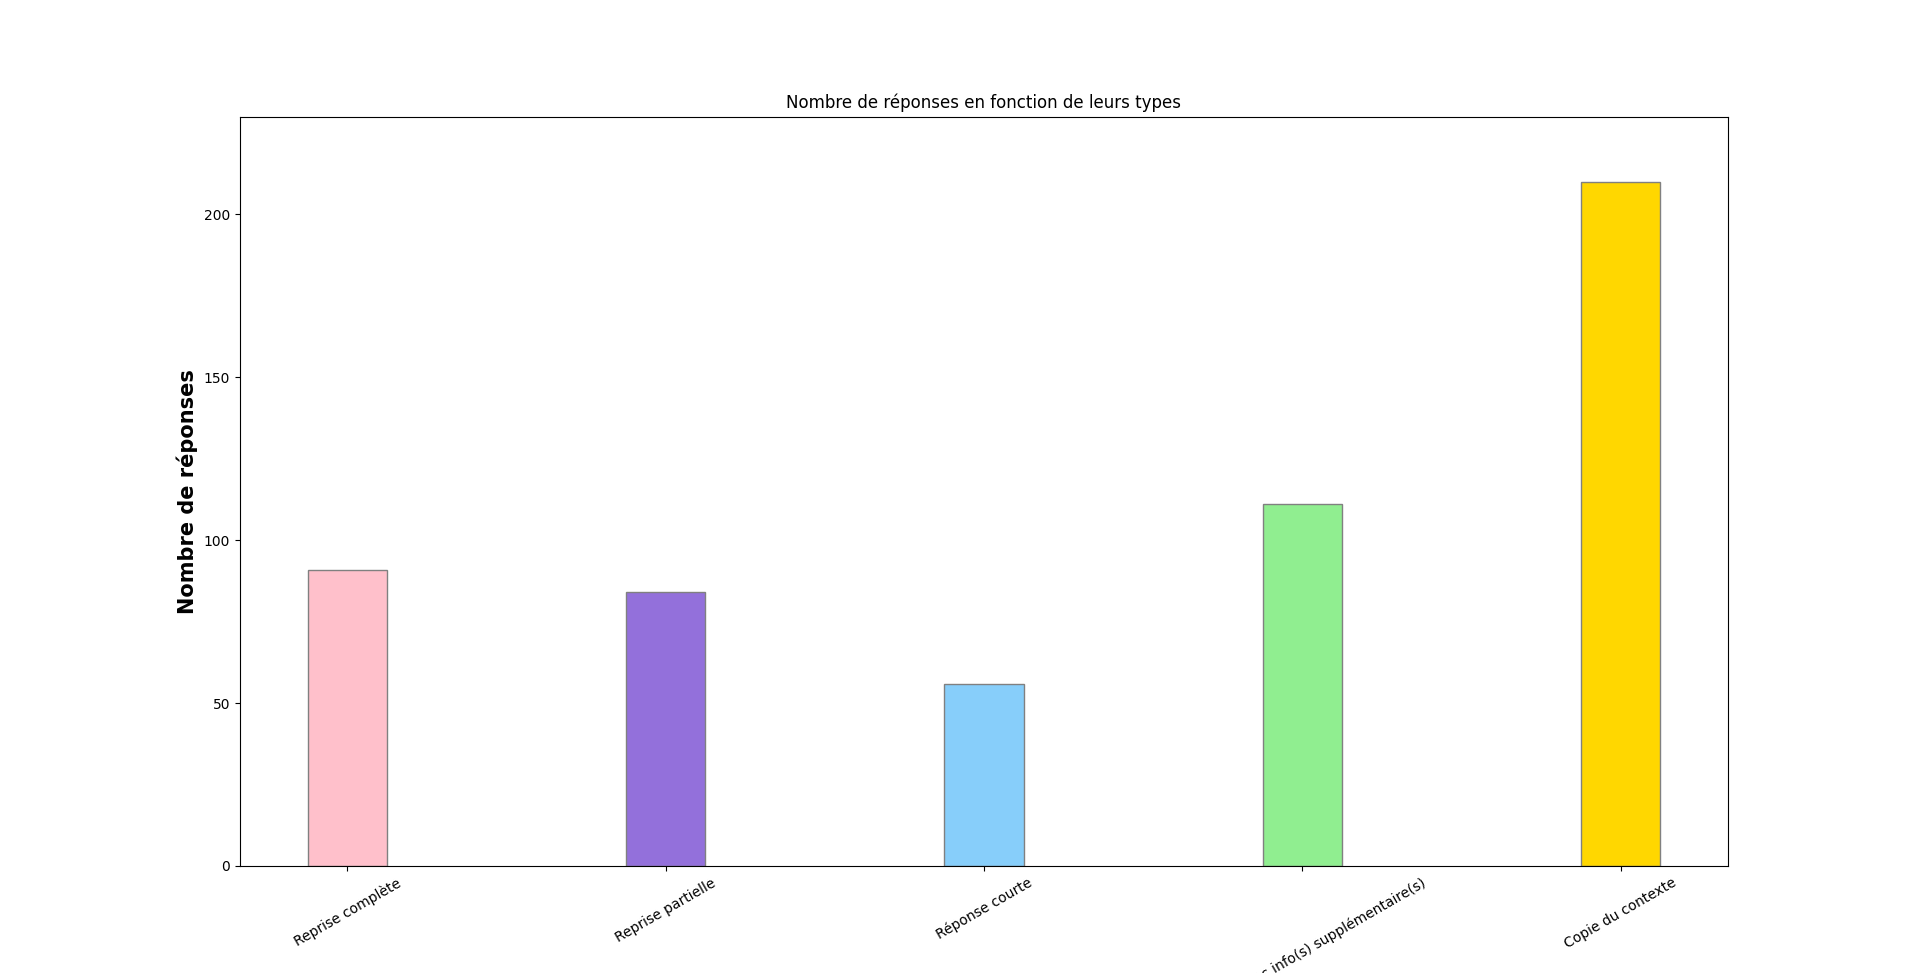 Nombre de réponses en fonction de leurs types
Nombre de réponses
200
150
100
50
0
Reprise complète
Reprise partielle
Réponse courte
info(s) supplémentaire(s)
Copie du contexte